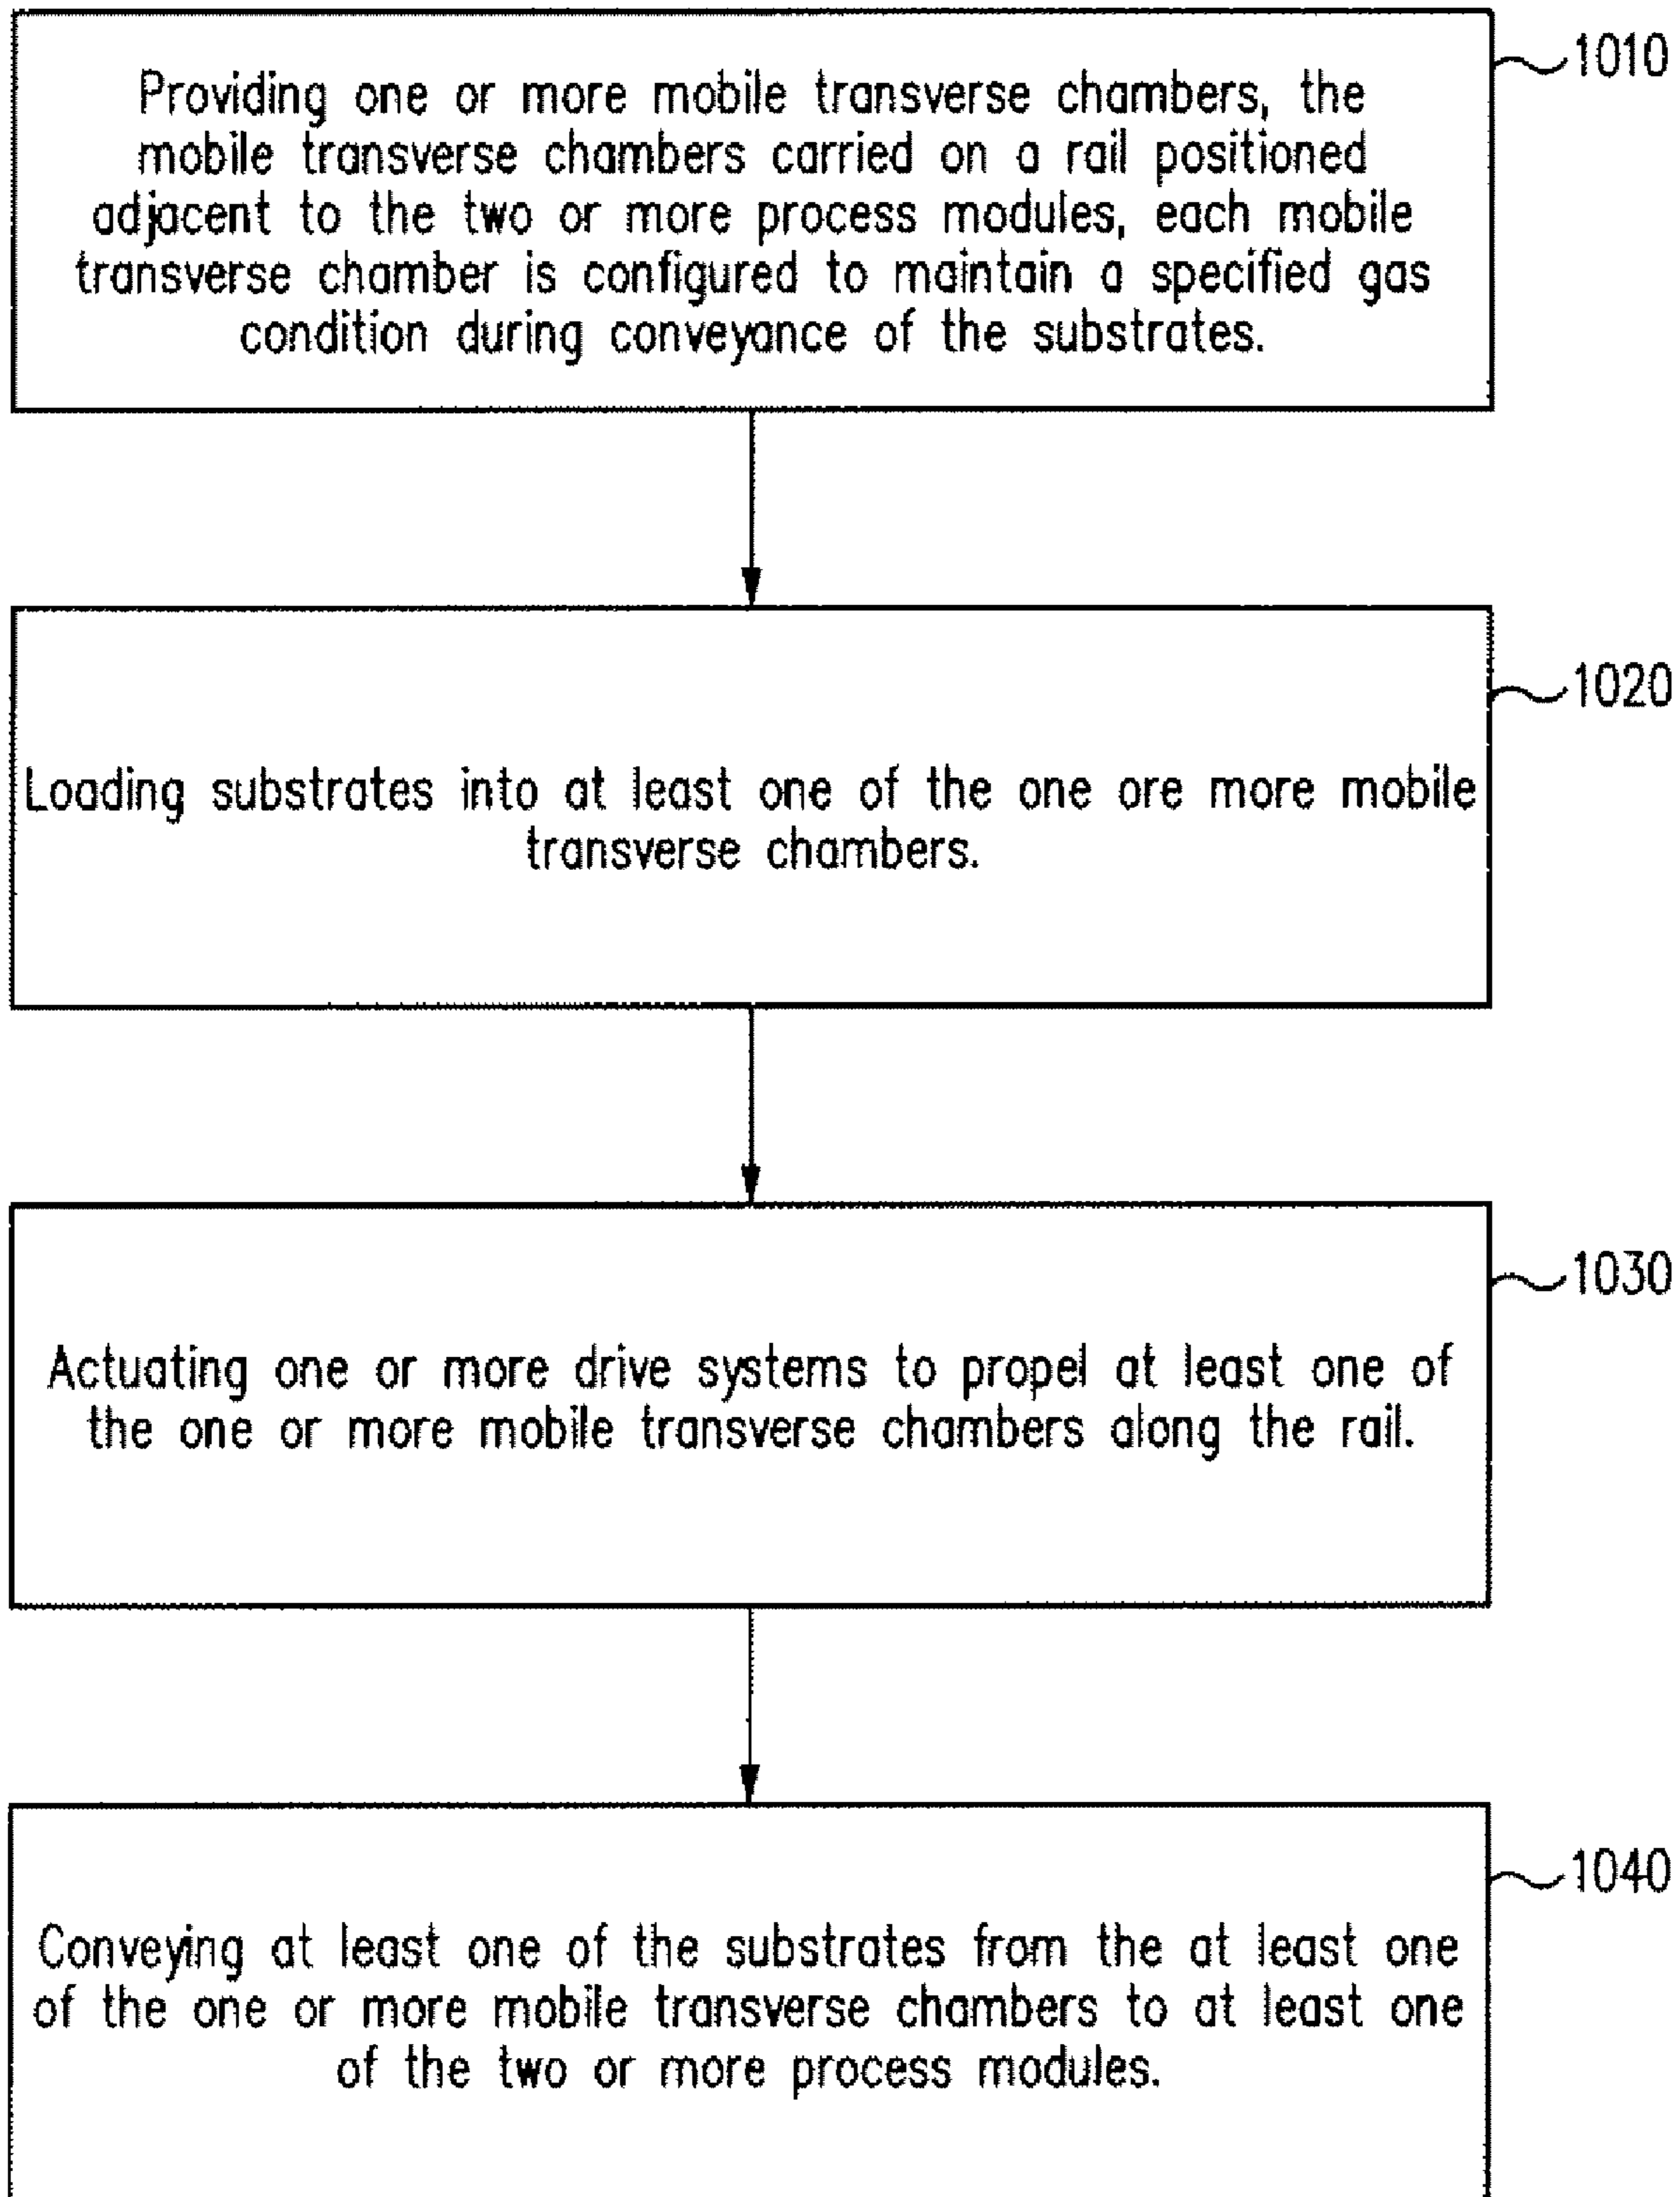 Providing one or more mobile transverse chambers, the
mobile transverse chambers carried on a rail positioned
adjacent to the two or more process modules, each mobile
transverse chamber is configured to maintain a specified gas
condition during conveyance of the substrates.
1010
Loading substrates into at least one of the one ore more mobile
transverse chambers.
1020
Actuating one or more drive systems to propel at least one of
the one or more mobile transverse chambers along the rail.
1030
Conveying at least one of the substrates from the at least one
of the one or more mobile transverse chambers to at least one
of the two or more process modules.
1040